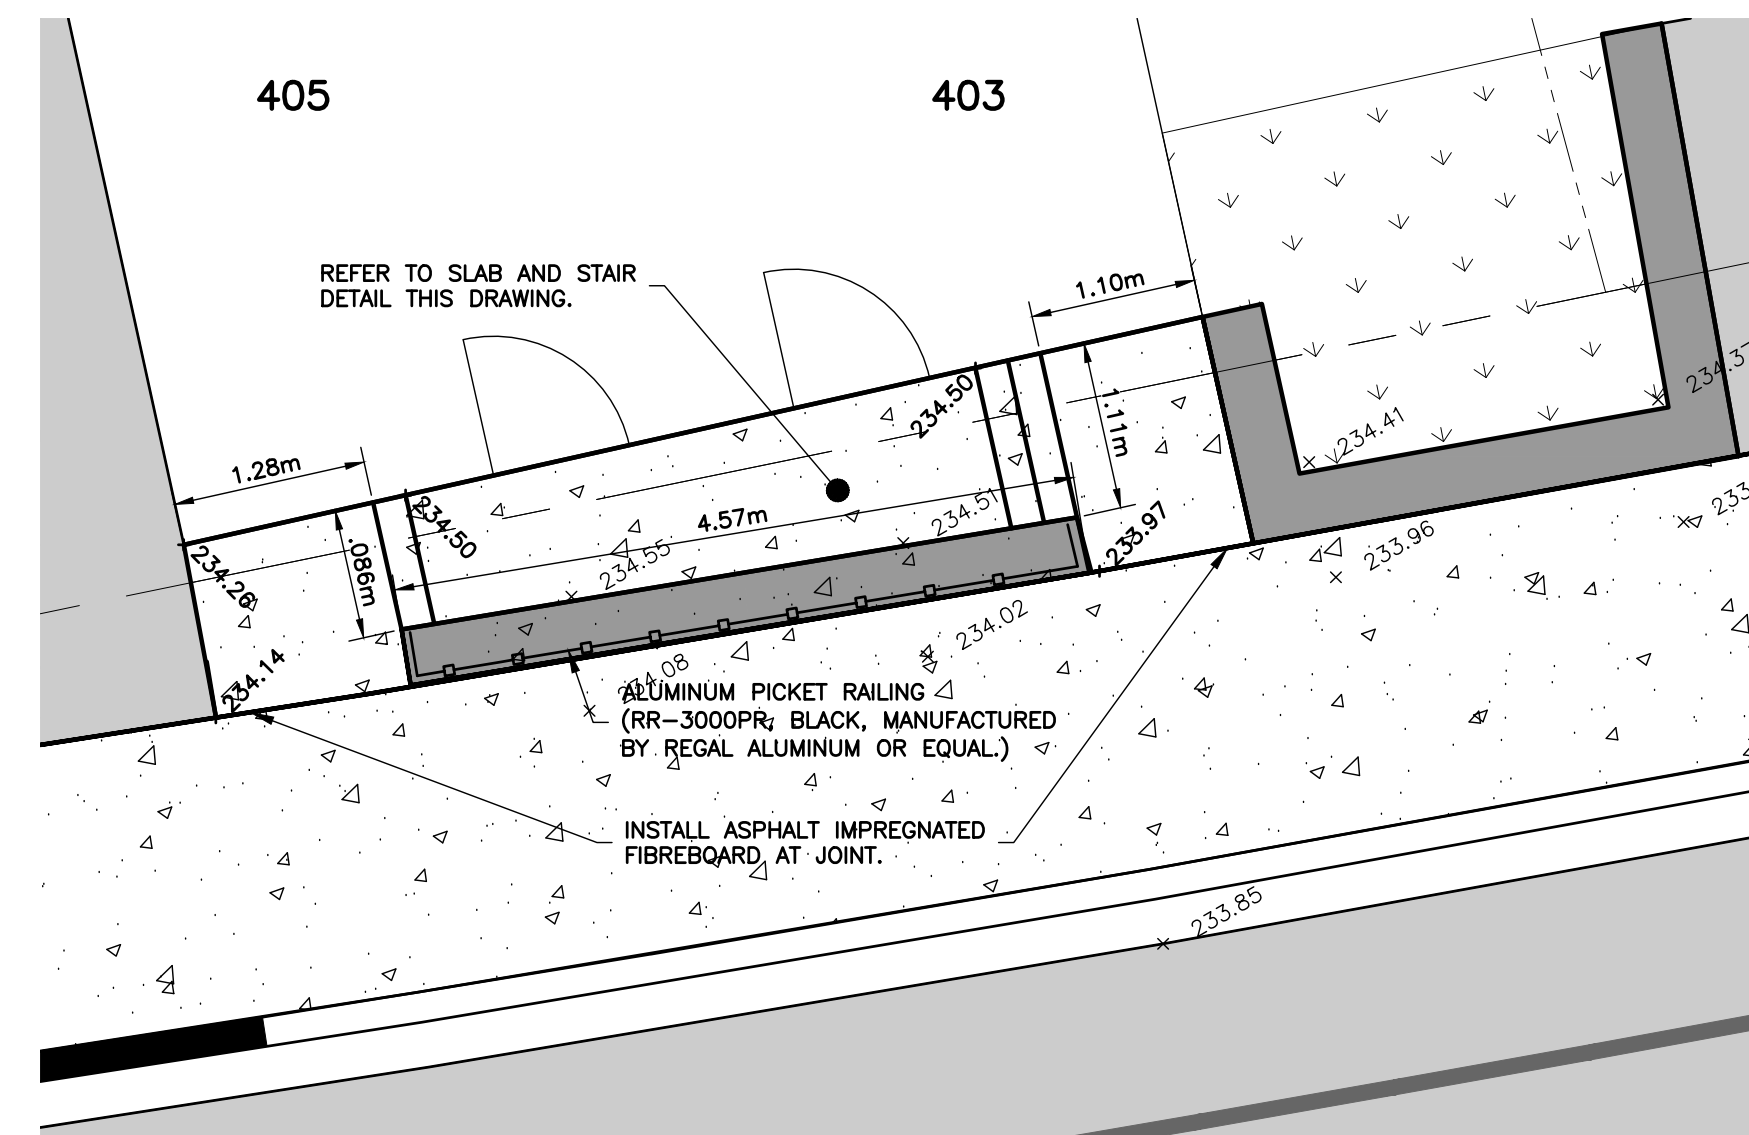 405
403
REFER TO SLAB AND STAIR
DETAIL THIS DRAWING.
1.10m
1.28m
234.50
1.11m
234.41
234.3
234.50
4.57m
234.51
233.97
233.
234.26
.086m
234.55
233.96
234.14
234.02
234.08
ALUMINUM PICKET RAILING
(RR-3000PR, BLACK, MANUFACTURED
BY REGAL ALUMINUM OR EQUAL.)
INSTALL ASPHALT IMPREGNATED
FIBREBOARD AT JOINT.
233.85